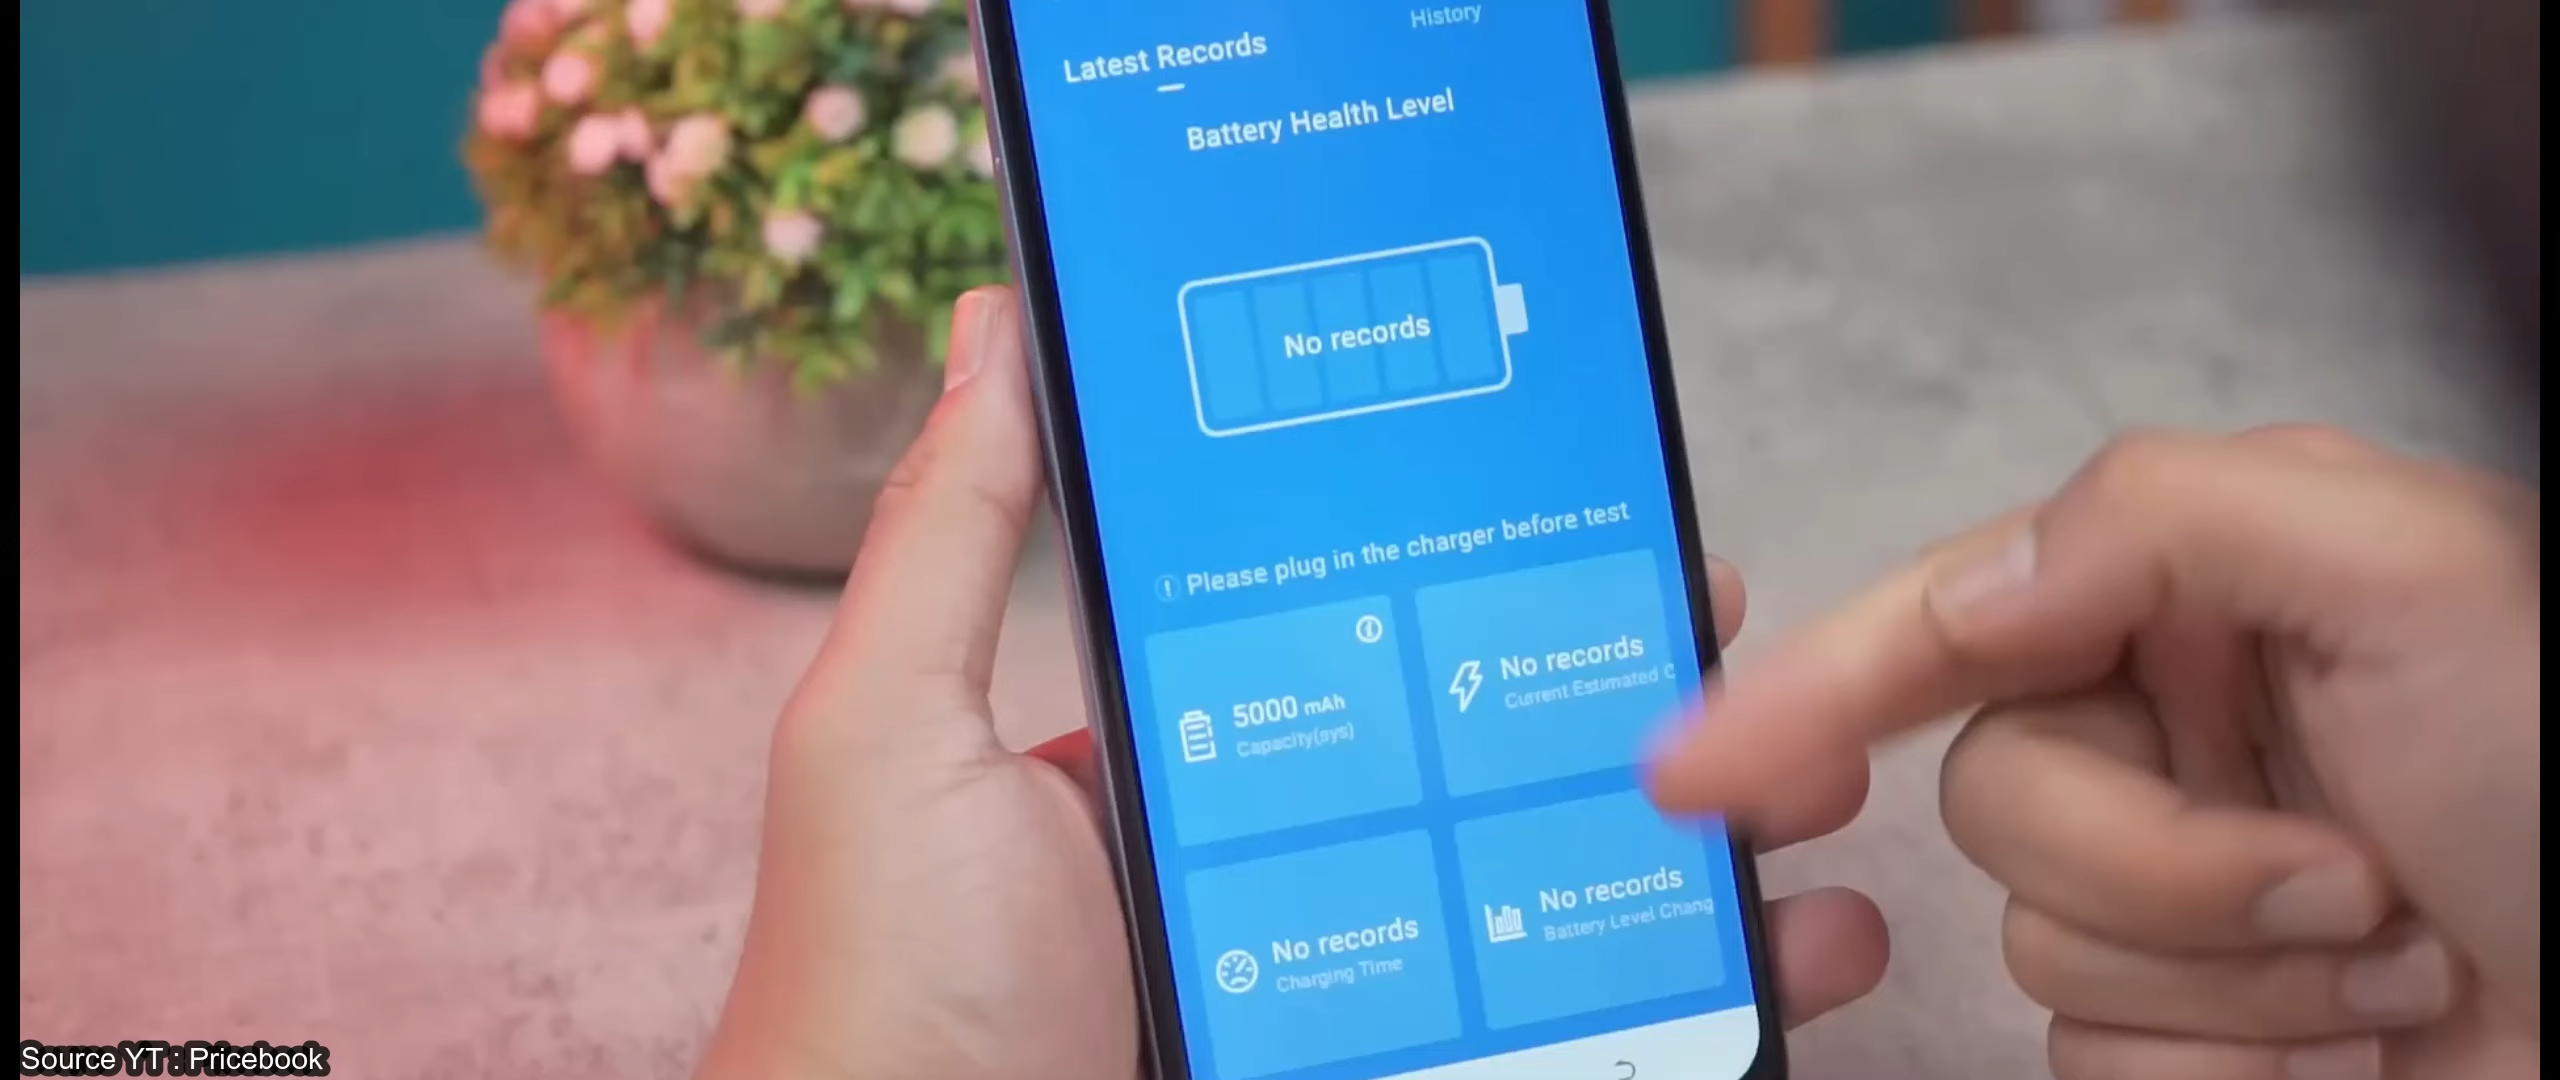 History
Latest Records
Battery Health Level
No records
Please plug in the charger before test
5000 mAh
Capacity(sys)
No records
Current Estimated C
No records
Charging Time
No records
Battery Level Chang
Source YT : Pricebook